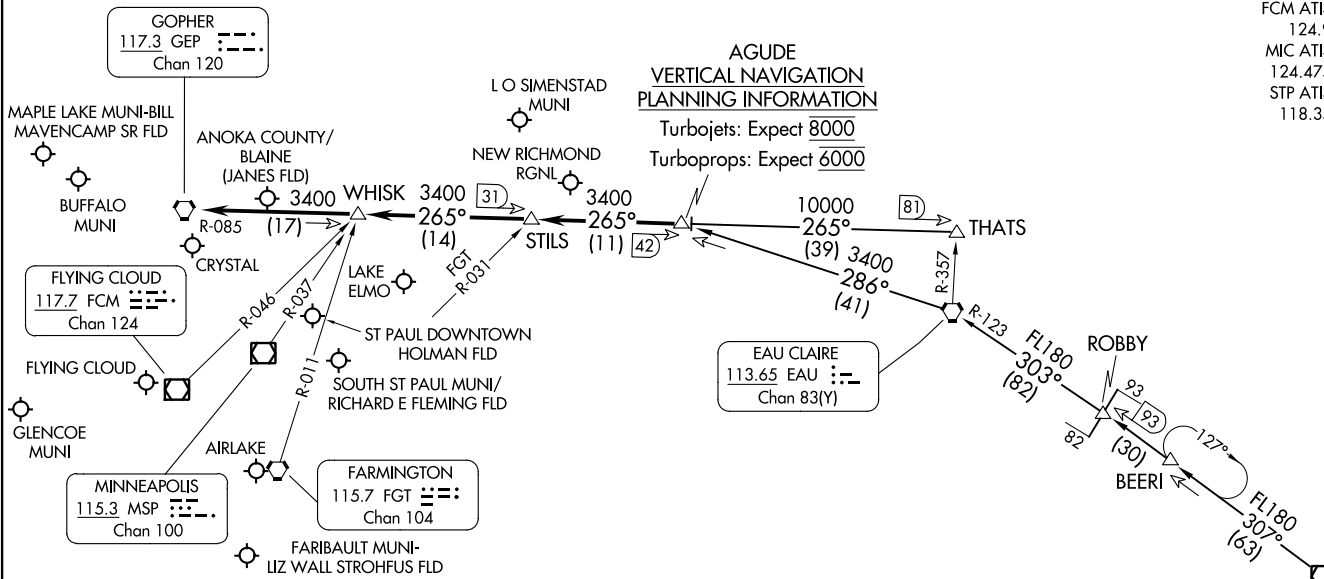 GOPHER
117.3 GEP
Chan 120
MAPLE LAKE MUNI-BILL
MAVENCAMP SR FLD
BUFFALO
MUNI
ANOKA COUNTY/
BLAINE
(JANES FLD)
CRYSTAL
R-085
3400
(17)
WHISK
3400
265°
(14)
31
STILS
L O SIMENSTAD
MUNI
NEW RICHMOND
RGNL
3400
265°
(11)
42
AGUDE
VERTICAL NAVIGATION
PLANNING INFORMATION
Turbojets: Expect 8000
Turboprops: Expect 6000
10000
265°
(39)
81
THATS
3400
286°
(41)
R-357
R-123
FCM ATI
124.
MIC ATI
124.47
STP ATI
118.3
FLYING CLOUD
117.7 FCM
Chan 124
R-046
R-037
R-011
FGT
R-031
LAKE
ELMO
ST PAUL DOWNTOWN
HOLMAN FLD
SOUTH ST PAUL MUNI/
RICHARD E FLEMING FLD
FLYING CLOUD
GLENCOE
MUNI
AIRLAKE
MINNEAPOLIS
115.3 MSP
Chan 100
FARMINGTON
115.7 FGT
Chan 104
FARIBAULT MUNI-
LIZ WALL STROHFUS FLD
EAU CLAIRE
113.65 EAU
Chan 83(Y)
FL180
303°
(82)
ROBBY
93
93
82
(30)
BEERI
127°
FL180
307°
(63)